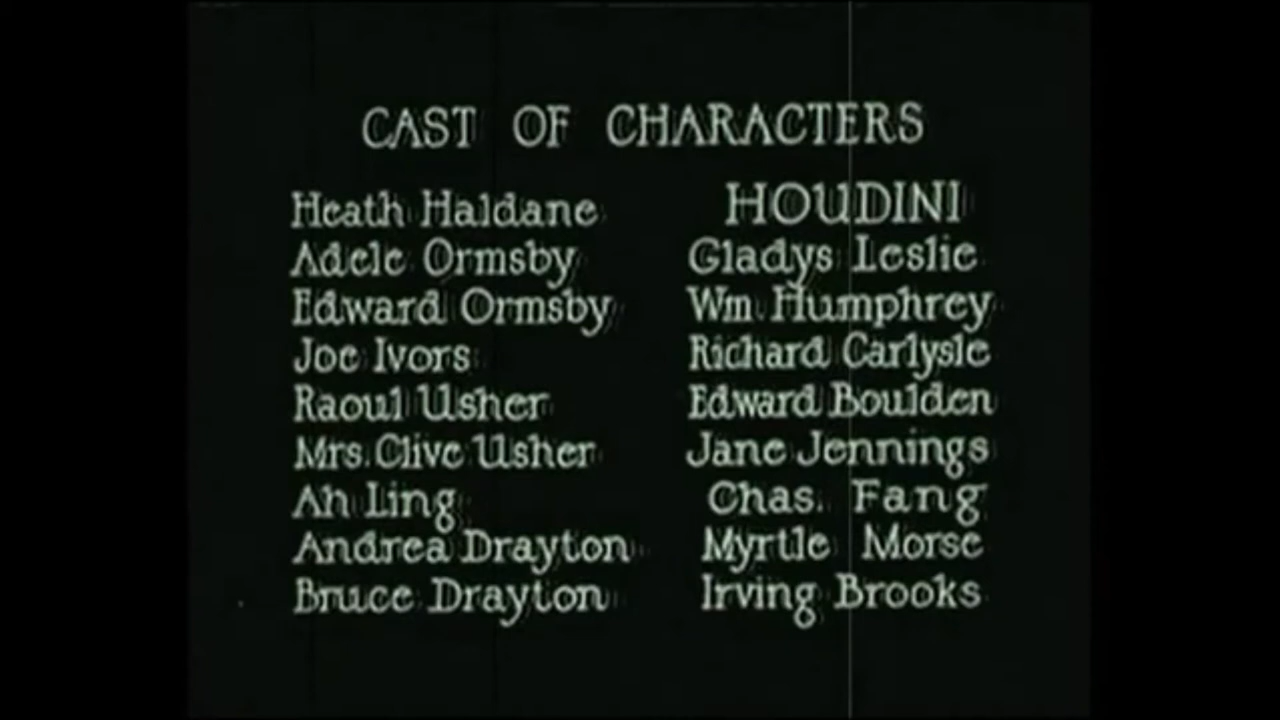 CAST OF CHARACTERS
Heath Haldane HOUDINI
Adele Ormsby Gladys Leslie
Edward Ormsby Wm. Humphrey
Joe Ivors Richard Carlysle
Raoul Usher Edward Boulden
Mrs. Clive Usher Jane Jennings
Ah Ling Chas. Fang
Andrea Drayton Myrtle Morse
Bruce Drayton Irving Brooks